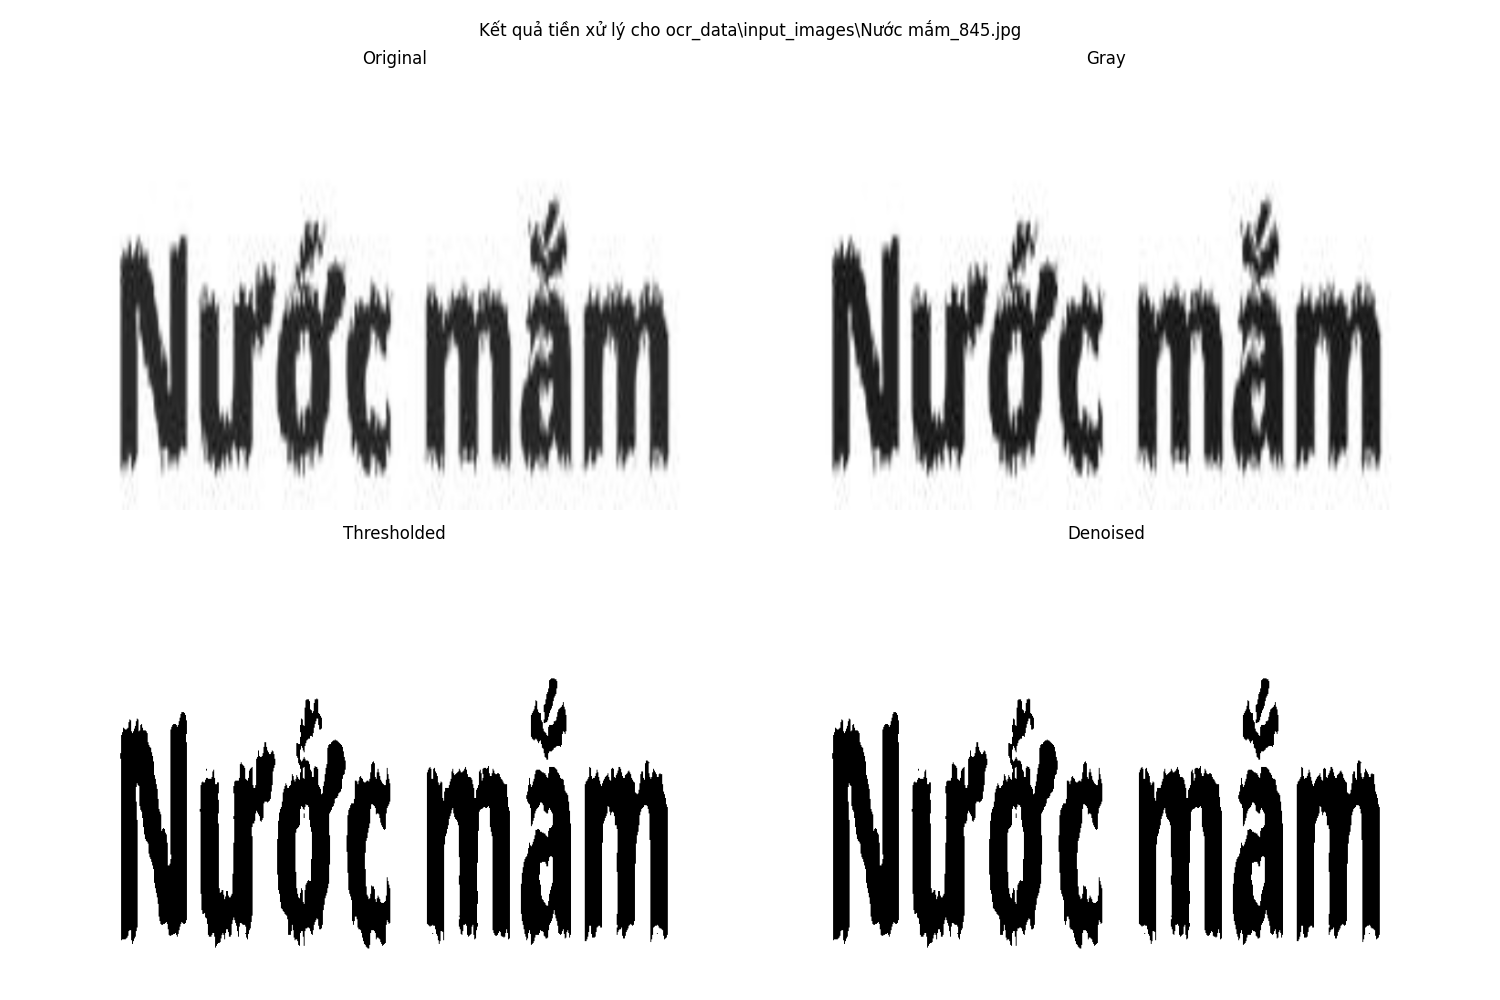 Kết quả tiền xử lý cho ocr_data\input_images\Nước mắm_845.jpg
Original
Gray
Nước mắm
Nước mắm
Thresholded
Denoised
Nước mắm
Nước mắm